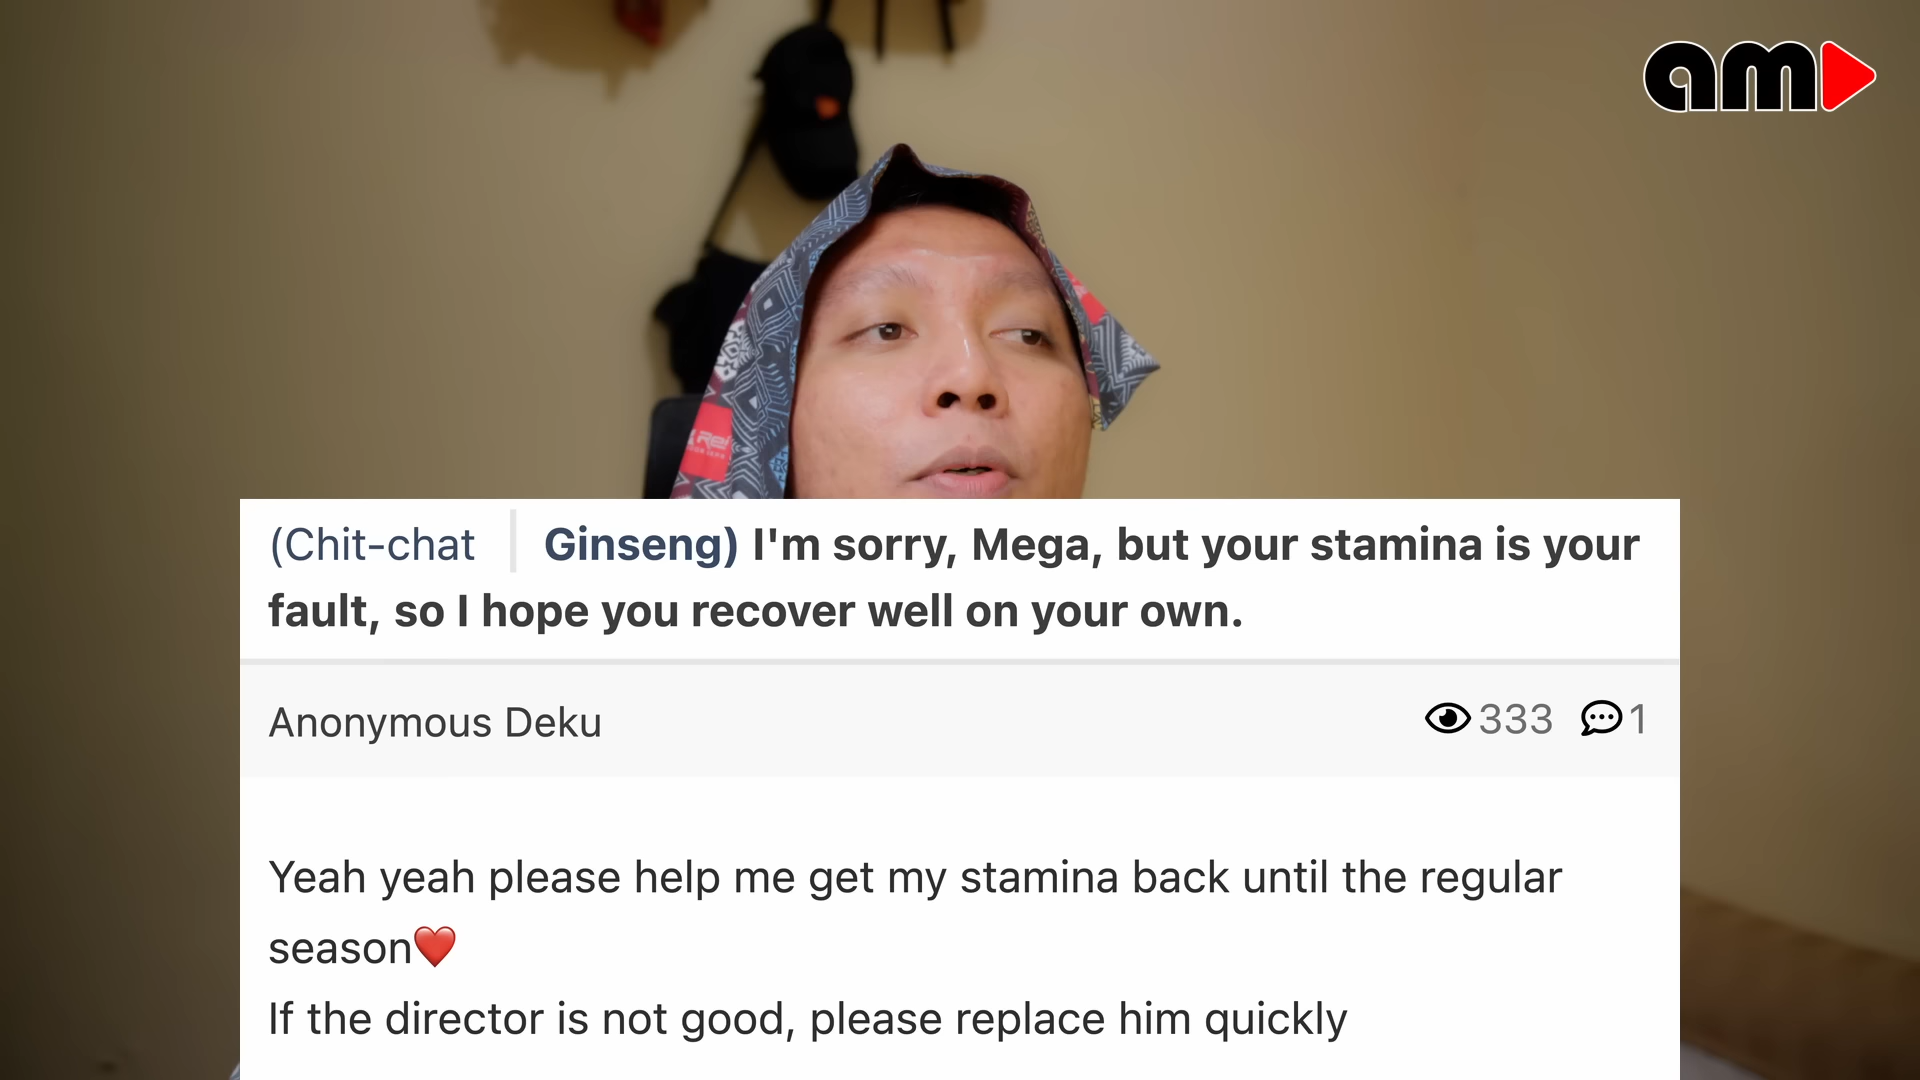 am
Rei
(Chit-chat Ginseng) I'm sorry, Mega, but your stamina is your
fault, so I hope you recover well on your own.
Anonymous Deku 333 1
Yeah yeah please help me get my stamina back until the regular
season❤️
If the director is not good, please replace him quickly